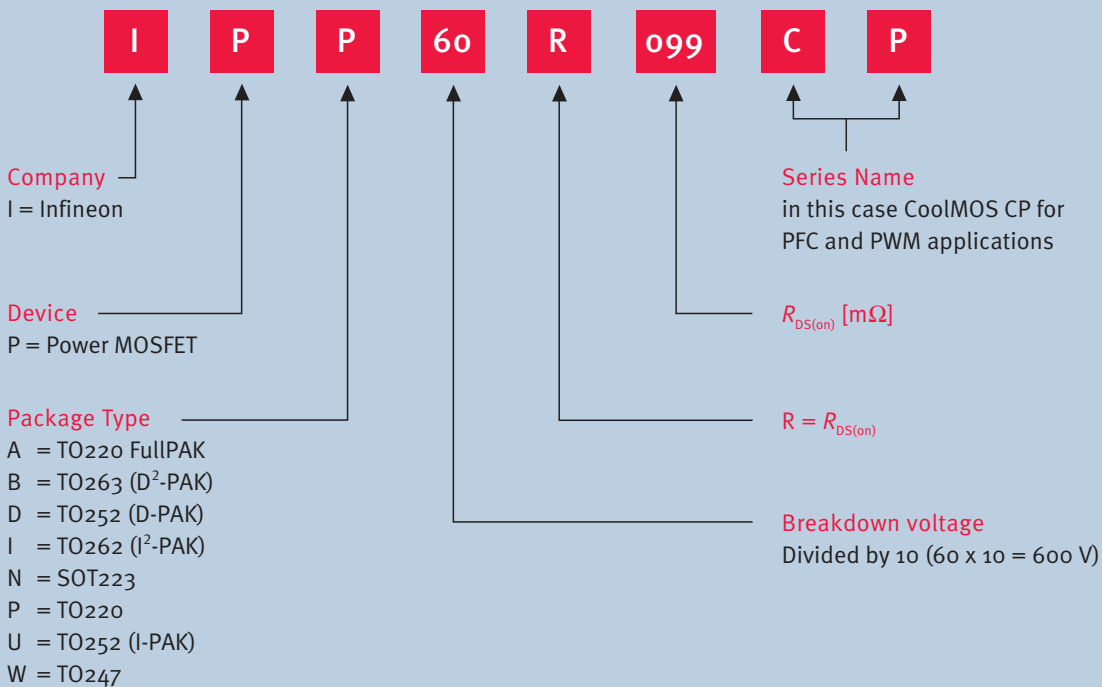 I P P 60 R 099 C P
Company
I = Infineon
Device
P = Power MOSFET
Package Type
A = TO220 FullPAK
B = TO263 (D²-PAK)
D = TO252 (D-PAK)
I = TO262 (I²-PAK)
N = SOT223
P = TO220
U = TO252 (I-PAK)
W = TO247
Series Name
in this case CoolMOS CP for
PFC and PWM applications
R_DS(on) [mΩ]
R = R_DS(on)
Breakdown voltage
Divided by 10 (60 x 10 = 600 V)